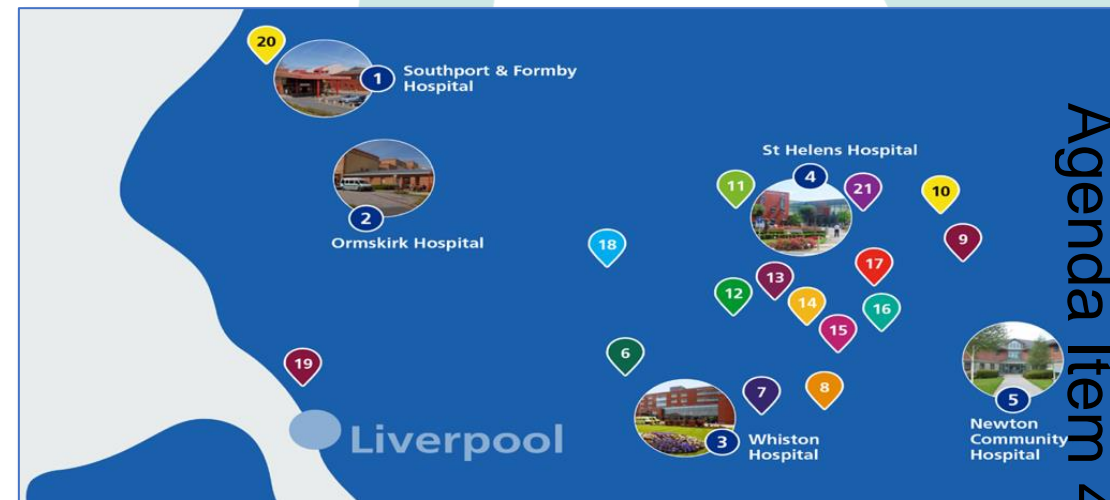 20
1
Southport & Formby
Hospital
2
Ormskirk Hospital
St Helens Hospital
4
11
21
10
9
18
17
13
12
14
16
15
19
6
7
8
5
Newton
Community
Hospital
3
Whiston
Hospital
Liverpool
Agenda Item 4